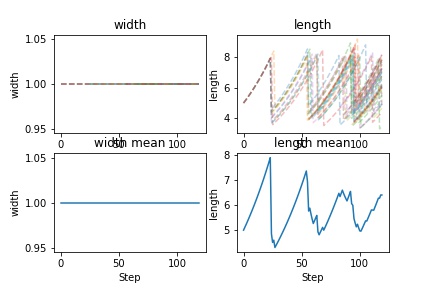 width
length
1.05
1.00
0.95
width
8
6
4
length
0
50
100
0
50
100
width mean
length mean
1.05
1.00
0.95
width
8
7
6
5
length
0
50
100
0
50
100
Step
Step